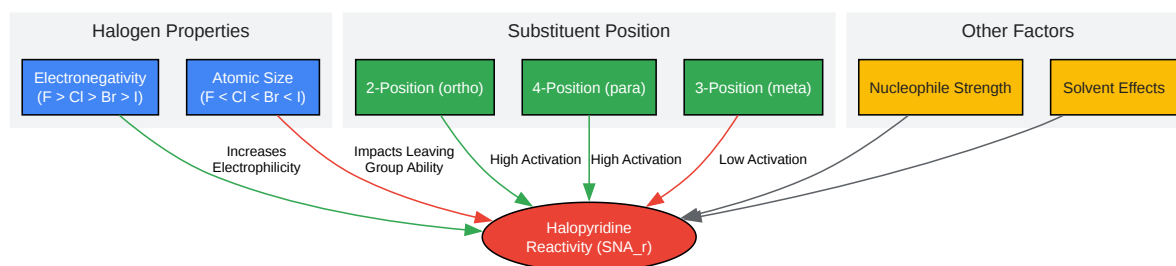 Halogen Properties
Substituent Position
Other Factors
Electronegativity
(F > Cl > Br > I)
Atomic Size
(F < Cl < Br < I)
2-Position (ortho)
4-Position (para)
3-Position (meta)
Nucleophile Strength
Solvent Effects
Increases
Electrophilicity
Impacts Leaving
Group Ability
High Activation
High Activation
Low Activation
Halopyridine
Reactivity (SNA_r)